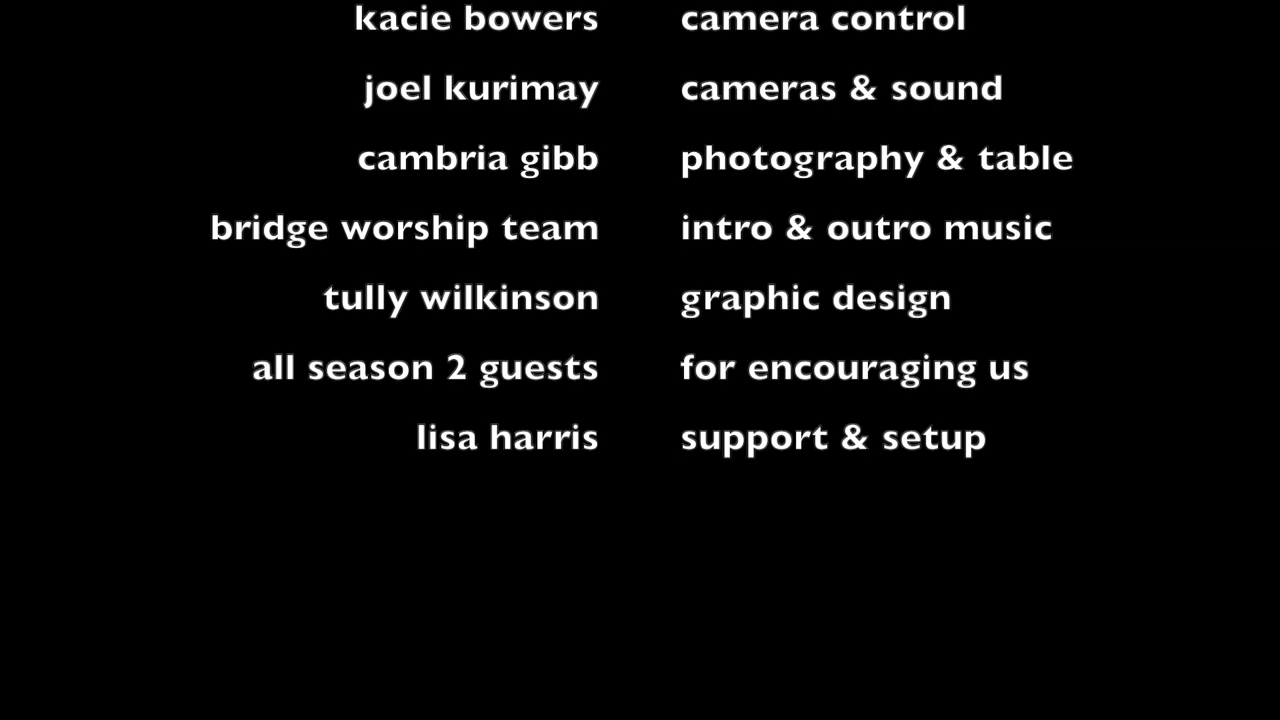 kacie bowers camera control
joel kurimay cameras & sound
cambria gibb photography & table
bridge worship team intro & outro music
tully wilkinson graphic design
all season 2 guests for encouraging us
lisa harris support & setup